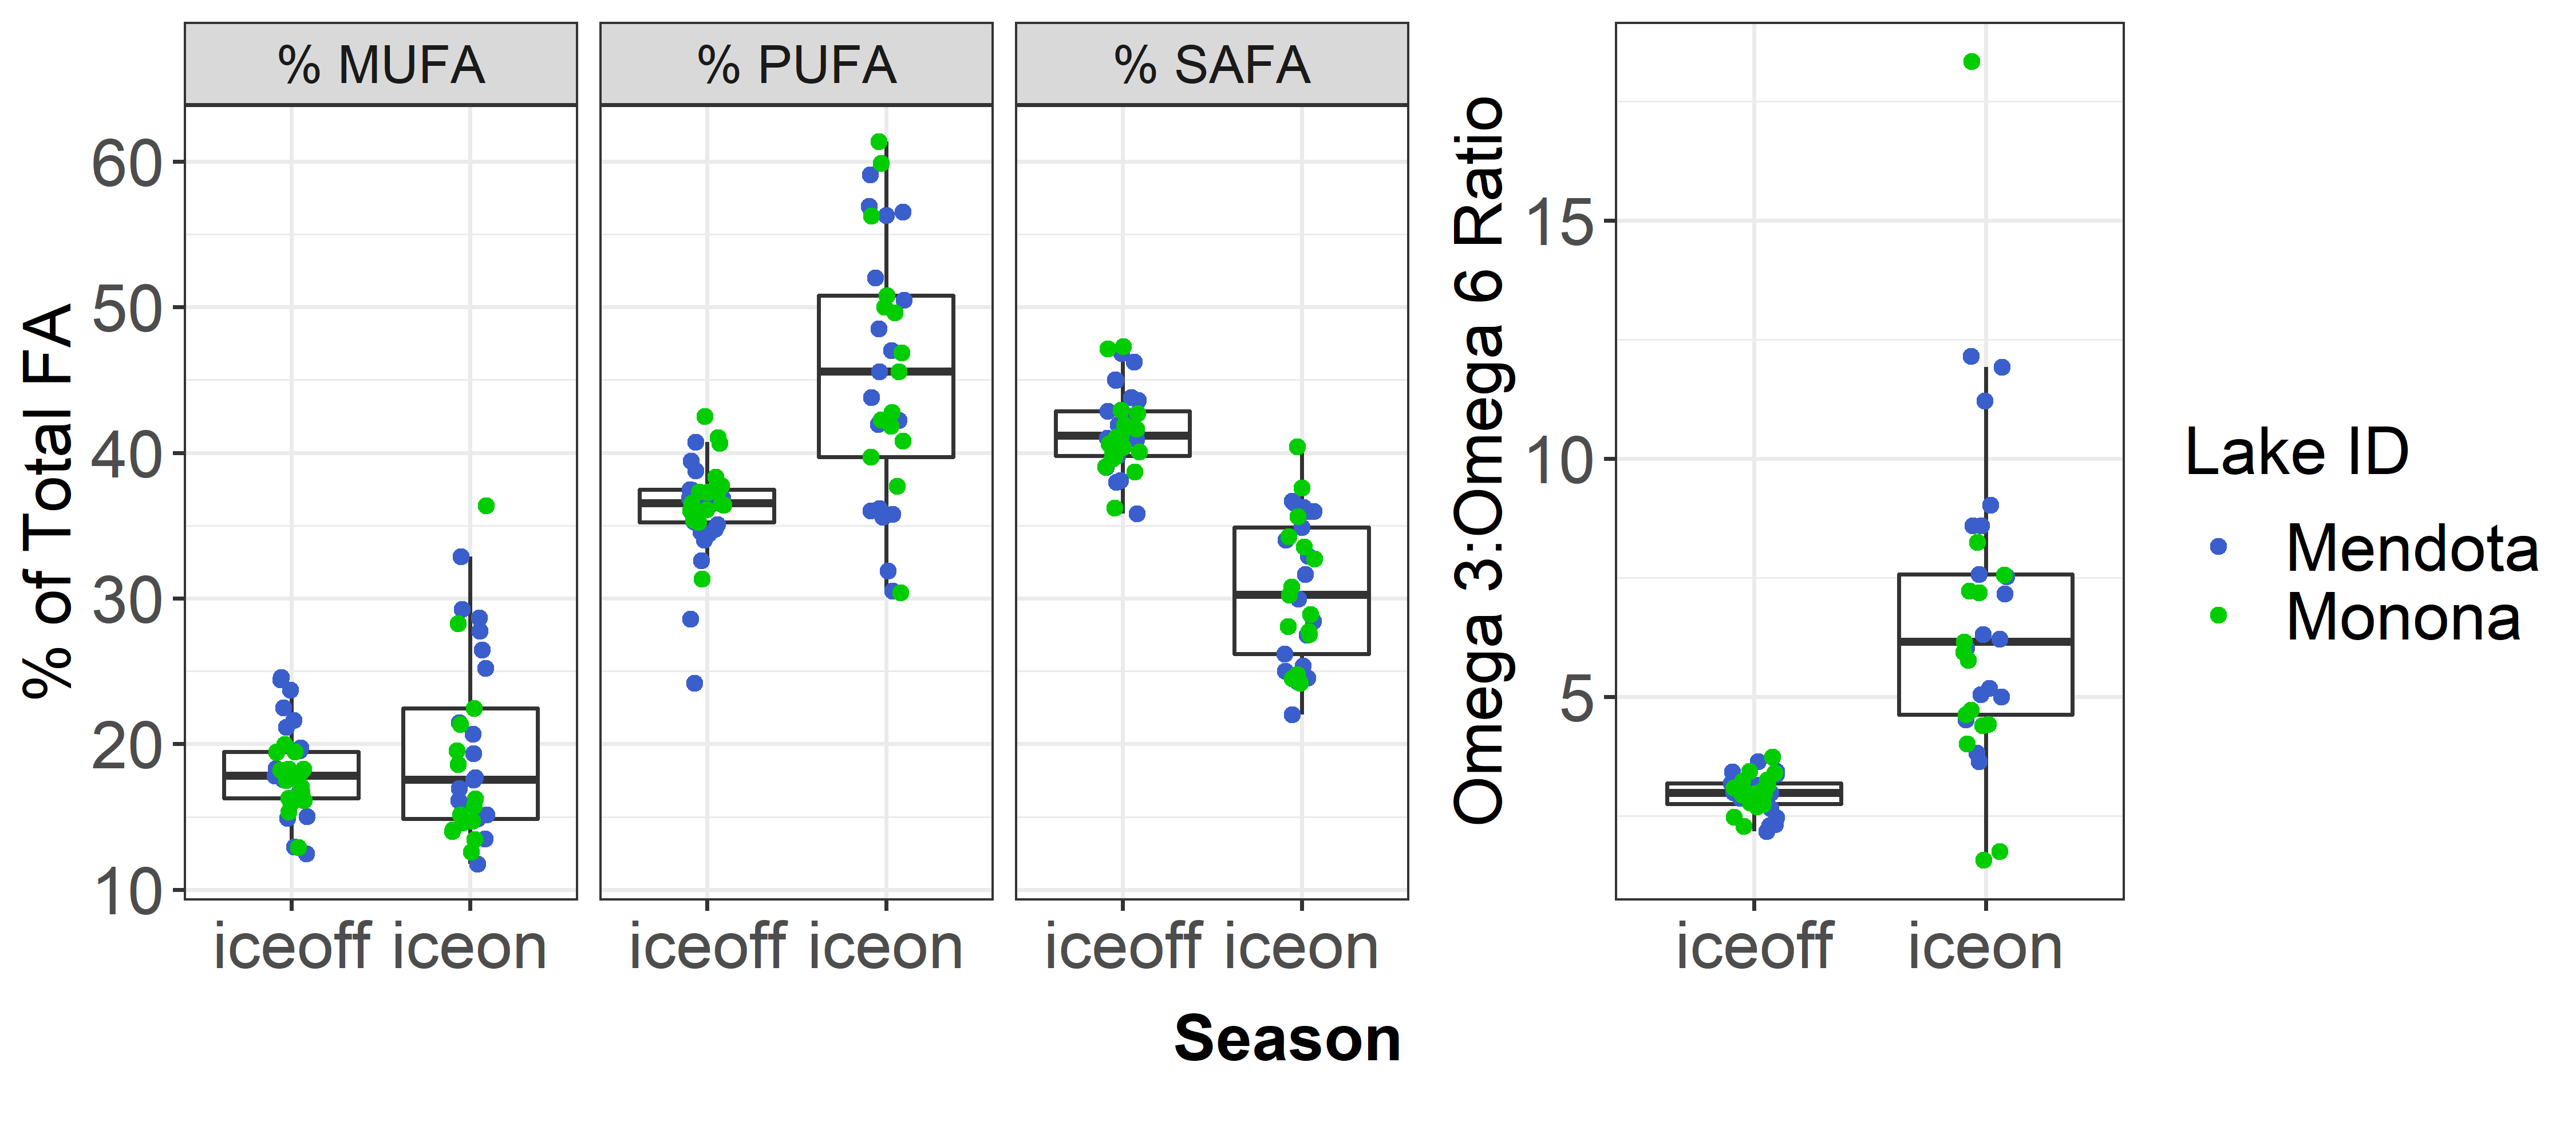 % MUFA % PUFA % SAFA
% of Total FA
60
50
40
30
20
10
iceoff iceon iceoff iceon iceoff iceon
Omega 3:Omega 6 Ratio
15
10
5
iceoff iceon
Season
Lake ID
Mendota
Monona